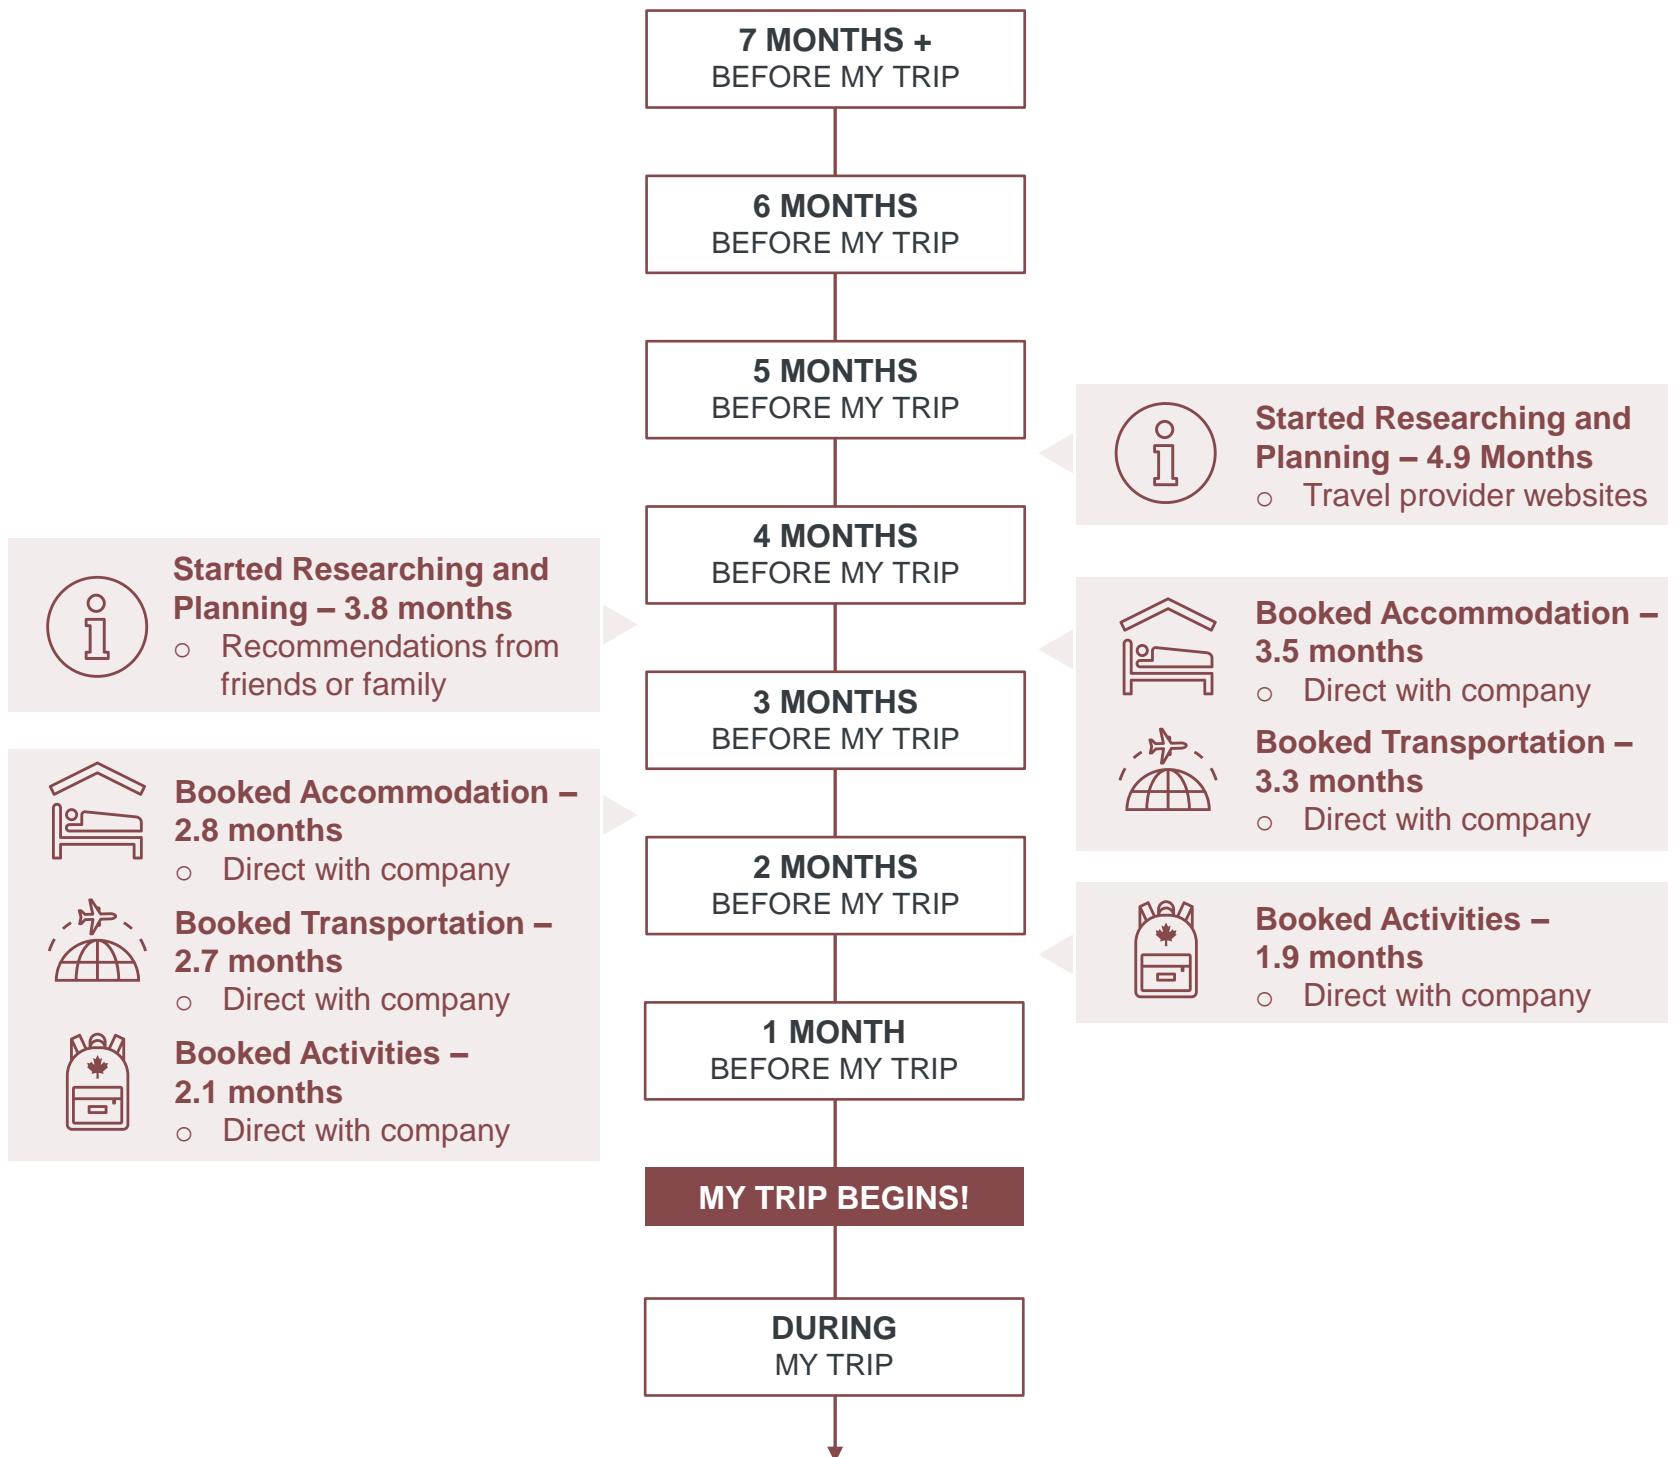 7 MONTHS +
BEFORE MY TRIP
6 MONTHS
BEFORE MY TRIP
5 MONTHS
BEFORE MY TRIP
4 MONTHS
BEFORE MY TRIP
3 MONTHS
BEFORE MY TRIP
2 MONTHS
BEFORE MY TRIP
1 MONTH
BEFORE MY TRIP
MY TRIP BEGINS!
DURING
MY TRIP
Started Researching and
Planning – 3.8 months
o Recommendations from
friends or family
Booked Accommodation –
2.8 months
o Direct with company
Booked Transportation –
2.7 months
o Direct with company
Booked Activities –
2.1 months
o Direct with company
Started Researching and
Planning – 4.9 Months
o Travel provider websites
Booked Accommodation –
3.5 months
o Direct with company
Booked Transportation –
3.3 months
o Direct with company
Booked Activities –
1.9 months
o Direct with company